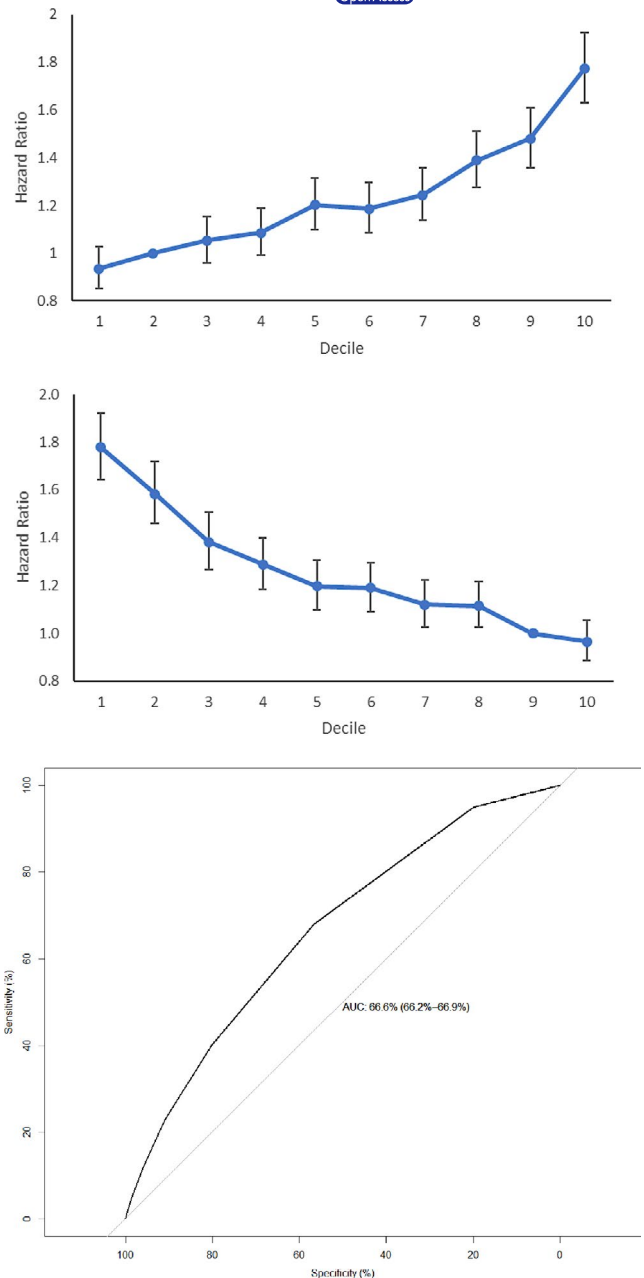 2
1.8
1.6
1.4
1.2
1
0.8
Hazard Ratio
1 2 3 4 5 6 7 8 9 10
Decile
2.0
1.8
1.6
1.4
1.2
1.0
0.8
Hazard Ratio
1 2 3 4 5 6 7 8 9 10
Decile
100
80
60
40
20
0
Sensitivity (%)
AUC: 66.6% (66.2%–66.9%)
100 80 60 40 20 0
Specificity (%)